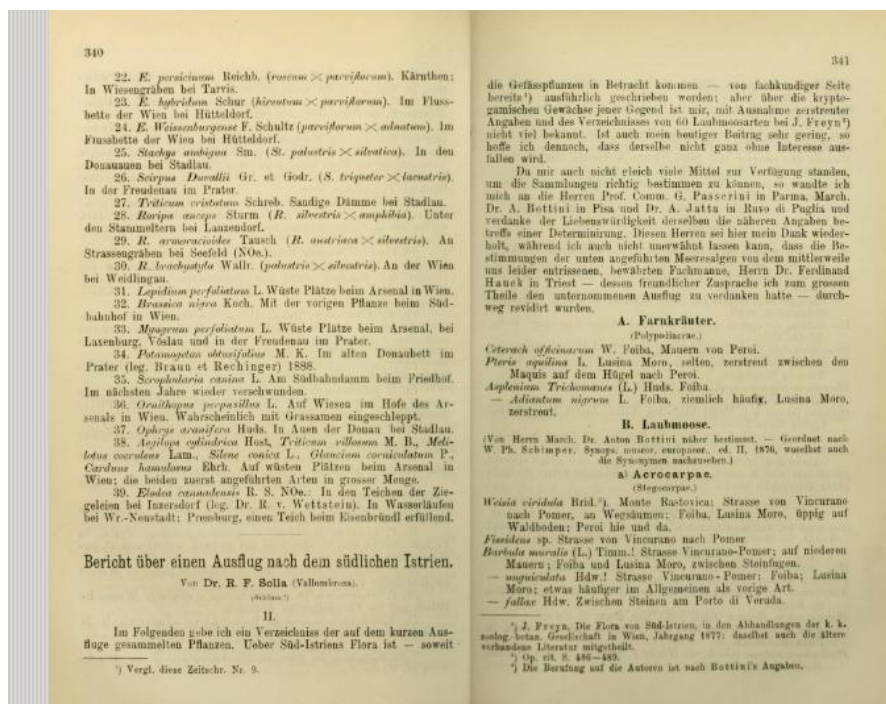 340
22. E. persicinum Reichb. (roseum × parviflorum). Kärnthen:
In Wiesengräben bei Tarvis.
23. E. hybridum Schur (hirsutum × parviflorum). Im Fluss-
bette der Wien bei Hütteldorf.
24. E. Weissenburgense F. Schultz (parviflorum × adnatum). Im
Flussbette der Wien bei Hütteldorf.
25. Stachys ambigua Sm. (St. palustris × silvatica). In den
Donauauen bei Stadlau.
26. Scirpus Duvallii Gr. et Godr. (S. triqueter × lacustris).
In der Freudenau im Prater.
27. Triticum cristatum Schreb. Sandige Dämme bei Stadlau.
28. Roripa anceps Sturm (R. silvestris × amphibia). Unter
den Stammeltern bei Lanzendorf.
29. R. armoracioides Tausch (R. austriaca × silvestris). An
Strassengräben bei Seefeld (NOe.).
30. R. brachystyla Wallr. (palustris × silvestris). An der Wien
bei Weidlingau.
31. Lepidium perfoliatum L. Wüste Plätze beim Arsenal in Wien.
32. Brassica nigra Koch. Mit der vorigen Pflanze beim Süd-
bahnhof in Wien.
33. Myagrum perfoliatum L. Wüste Plätze beim Arsenal, bei
Laxenburg, Vöslau und in der Freudenau im Prater.
34. Potamogeton obtusifolius M. K. Im alten Donaubett im
Prater (leg. Braun et Rechinger) 1888.
35. Scrophularia canina L. Am Südbahndamm beim Friedhof.
Im nächsten Jahre wieder verschwunden.
36. Ornithopus perpusillus L. Auf Wiesen im Hofe des Ar-
senals in Wien. Wahrscheinlich mit Grassamen eingeschleppt.
37. Ophrys aranifera Huds. In Auen der Donau bei Stadlau.
38. Aegilops cylindrica Host, Triticum villosum M. B., Meli-
lotus coeruleus Lam., Silene conica L., Glaucium corniculatum P.,
Carduus hamulosus Ehrh. Auf wüsten Plätzen beim Arsenal in
Wien; die beiden zuerst angeführten Arten in grosser Menge.
39. Elodea cannadensis R. S. NOe.: In den Teichen der Zie-
geleien bei Inzersdorf (leg. Dr. R. v. Wettstein). In Wasserläufen
bei Wr.-Neustadt; Pressburg, einen Teich beim Eisenbründl erfüllend.
Bericht über einen Ausflug nach dem südlichen Istrien.
Von Dr. R. F. Solla (Vallombrosa).
(Schluss.¹)
II.
Im Folgenden gebe ich ein Verzeichniss der auf dem kurzen Aus-
fluge gesammelten Pflanzen. Ueber Süd-Istriens Flora ist — soweit
¹) Vergl. diese Zeitschr. Nr. 9.
341
die Gefässpflanzen in Betracht kommen — von fachkundiger Seite
bereits¹) ausführlich geschrieben worden; aber über die krypto-
gamischen Gewächse jener Gegend ist mir, mit Ausnahme zerstreuter
Angaben und des Verzeichnisses von 60 Laubmoosarten bei J. Freyn²)
nicht viel bekannt. Ist auch mein heutiger Beitrag sehr gering, so
hoffe ich dennoch, dass derselbe nicht ganz ohne Interesse aus-
fallen wird.
Da mir auch nicht gleich viele Mittel zur Verfügung standen,
um die Sammlungen richtig bestimmen zu können, so wandte ich
mich an die Herren Prof. Comm. G. Passerini in Parma, March.
Dr. A. Bottini in Pisa und Dr. A. Jatta in Ruvo di Puglia und
verdanke der Liebenswürdigkeit derselben die näheren Angaben be-
treffs einer Determinirung. Diesen Herren sei hier mein Dank wieder-
holt, während ich auch nicht unerwähnt lassen kann, dass die Be-
stimmungen der unten angeführten Meeresalgen von dem mittlerweile
uns leider entrissenen, bewährten Fachmanne, Herrn Dr. Ferdinand
Hauck in Triest — dessen freundlicher Zusprache ich zum grossen
Theile den unternommenen Ausflug zu verdanken hatte — durch-
weg revidirt wurden.
A. Farnkräuter.
(Polypodiaceae.)
Ceterach officinarum W. Foiba, Mauern von Peroi.
Pteris aquilina L. Lusina Moro, selten, zerstreut zwischen den
Maquis auf dem Hügel nach Peroi.
Asplenium Trichomanes (L.) Huds. Foiba.
— Adiantum nigrum L. Foiba, ziemlich häufig, Lusina Moro,
zerstreut.
B. Laubmoose.
(Von Herrn March. Dr. Anton Bottini näher bestimmt. — Geordnet nach
W. Ph. Schimper, Synops. muscor. europaeor., ed. II, 1876, woselbst auch
die Synonymen nachzusehen.)
a) Acrocarpae.
(Stegocarpae.)
Weisia viridula Brid.³). Monte Rastovica; Strasse von Vincurano
nach Pomer, an Wegsäumen; Foiba, Lusina Moro, üppig auf
Waldboden; Peroi hie und da.
Fissidens sp. Strasse von Vincurano nach Pomer
Barbula muralis (L.) Timm.! Strasse Vincurano-Pomer; auf niederen
Mauern; Foiba und Lusina Moro, zwischen Steinfugen.
— unguiculata Hdw.! Strasse Vincurano-Pomer; Foiba; Lusina
Moro; etwas häufiger im Allgemeinen als vorige Art.
— fallax Hdw. Zwischen Steinen am Porto di Veruda.
¹) J. Freyn, Die Flora von Süd-Istrien, in den Abhandlungen der k. k.
zoolog.-botan. Gesellschaft in Wien, Jahrgang 1877; daselbst auch die ältere
vorhandene Literatur mitgetheilt.
²) Op. cit. S. 486—489.
³) Die Berufung auf die Autoren ist nach Bottini's Angaben.